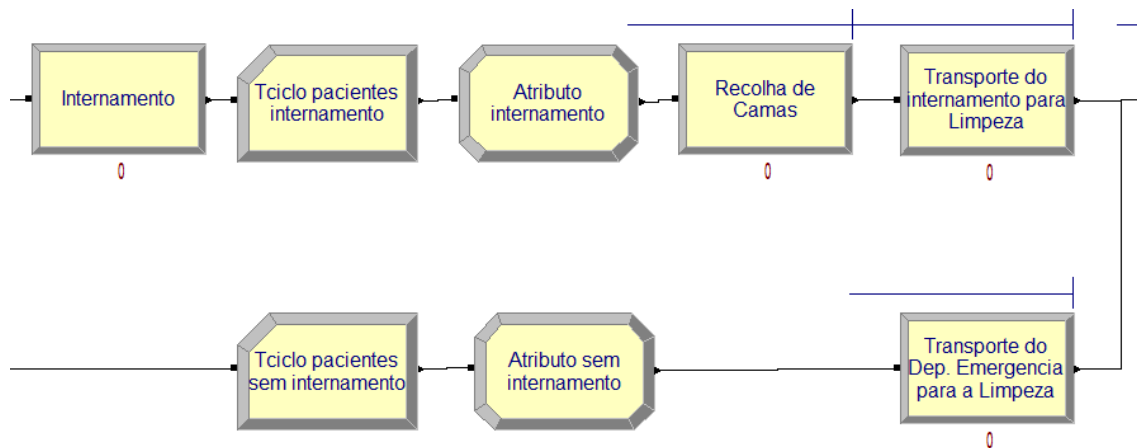 Internamento
Tciclo pacientes
internamento
Atributo
internamento
Recolha de
Camas
Transporte do
internamento para
Limpeza
0
0
0
Tciclo pacientes
sem internamento
Atributo sem
internamento
Transporte do
Dep. Emergencia
para a Limpeza
0